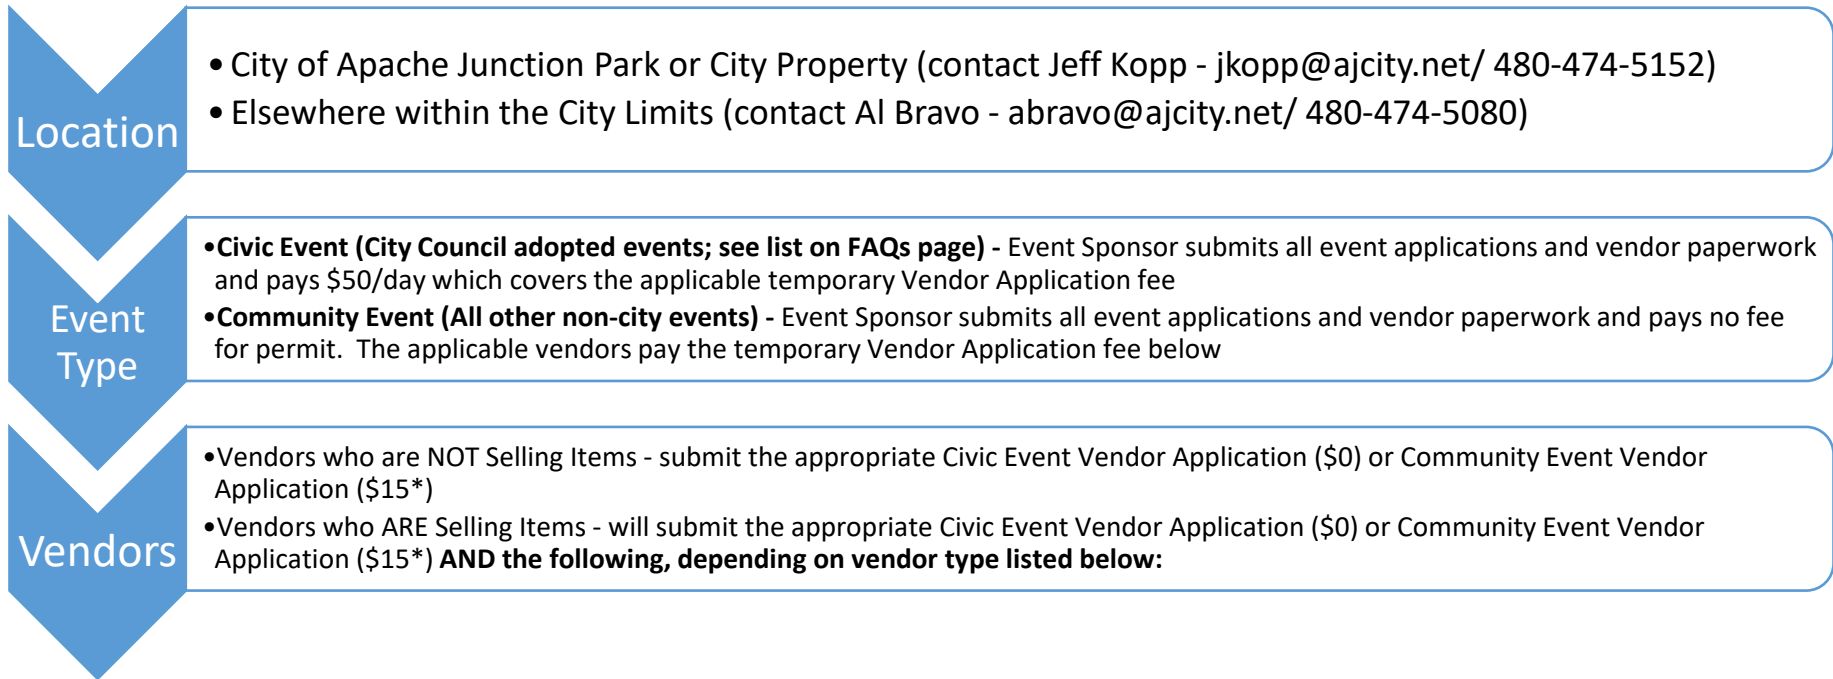 Location
• City of Apache Junction Park or City Property (contact Jeff Kopp - jkopp@ajcity.net/ 480-474-5152)
• Elsewhere within the City Limits (contact Al Bravo - abravo@ajcity.net/ 480-474-5080)
Event
Type
•Civic Event (City Council adopted events; see list on FAQs page) - Event Sponsor submits all event applications and vendor paperwork
and pays $50/day which covers the applicable temporary Vendor Application fee
•Community Event (All other non-city events) - Event Sponsor submits all event applications and vendor paperwork and pays no fee
for permit.  The applicable vendors pay the temporary Vendor Application fee below
Vendors
•Vendors who are NOT Selling Items - submit the appropriate Civic Event Vendor Application ($0) or Community Event Vendor
Application ($15*)
•Vendors who ARE Selling Items - will submit the appropriate Civic Event Vendor Application ($0) or Community Event Vendor
Application ($15*) AND the following, depending on vendor type listed below: